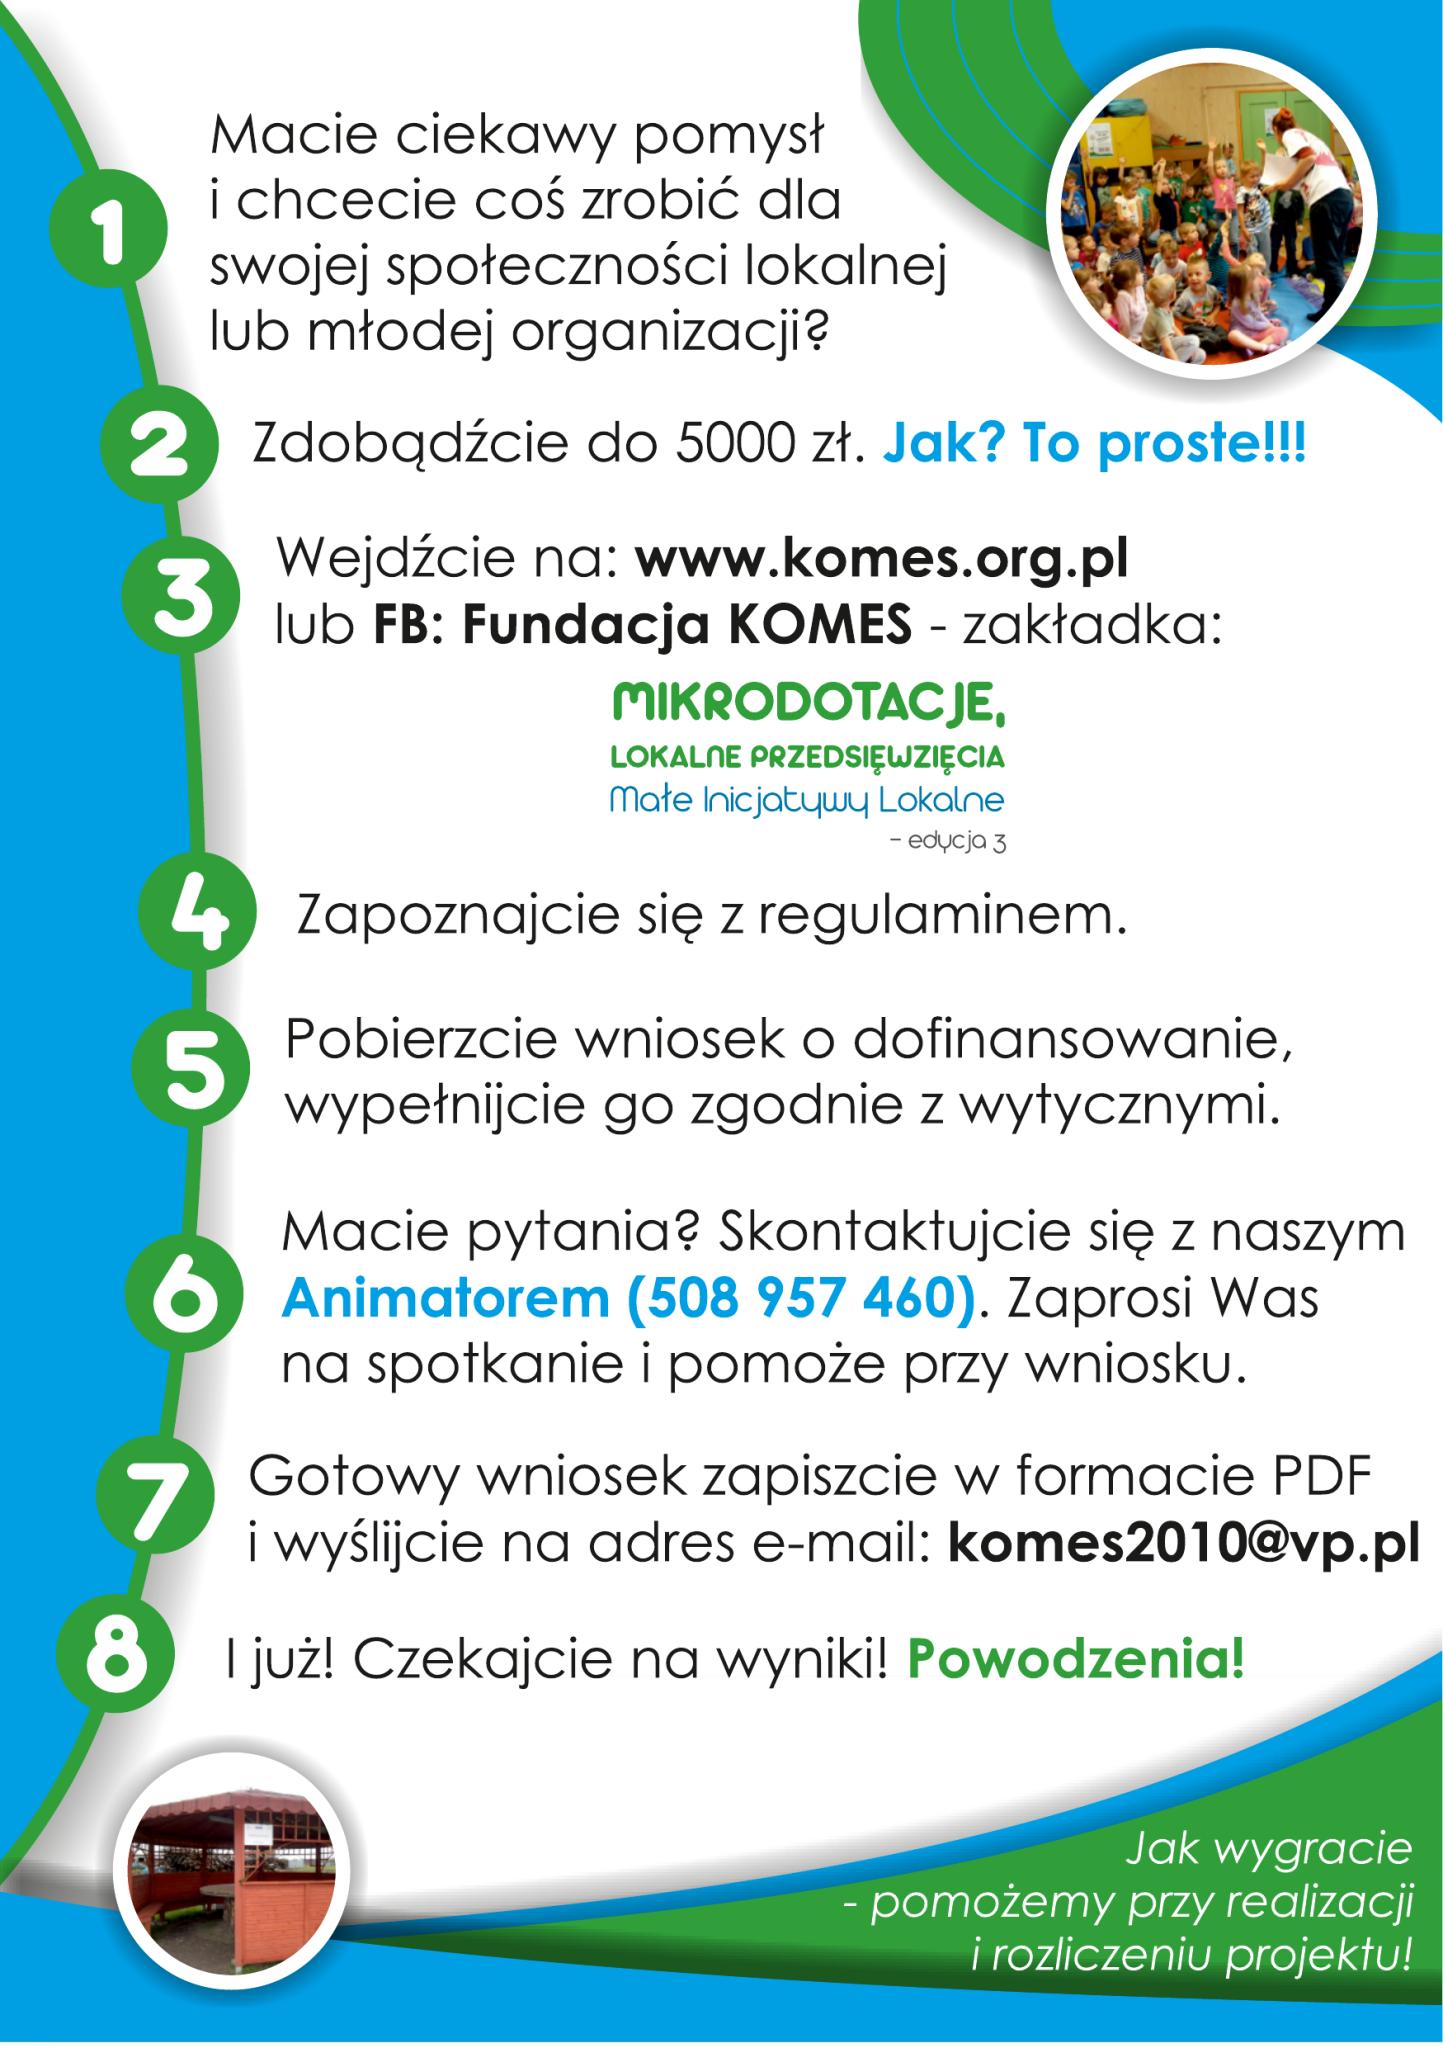 1
Macie ciekawy pomysł
i chcecie coś zrobić dla
swojej społeczności lokalnej
lub młodej organizacji?
2
Zdobądźcie do 5000 zł. Jak? To proste!!!
3
Wejdźcie na: www.komes.org.pl
lub FB: Fundacja KOMES - zakładka:
MIKRODOTACJE,
LOKALNE PRZEDSIĘWZIĘCIA
Małe Inicjatywy Lokalne
– edycja 3
4
Zapoznajcie się z regulaminem.
5
Pobierzcie wniosek o dofinansowanie,
wypełnijcie go zgodnie z wytycznymi.
6
Macie pytania? Skontaktujcie się z naszym
Animatorem (508 957 460). Zaprosi Was
na spotkanie i pomoże przy wniosku.
7
Gotowy wniosek zapiszcie w formacie PDF
i wyślijcie na adres e-mail: komes2010@vp.pl
8
I już! Czekajcie na wyniki! Powodzenia!
Jak wygracie
- pomożemy przy realizacji
i rozliczeniu projektu!